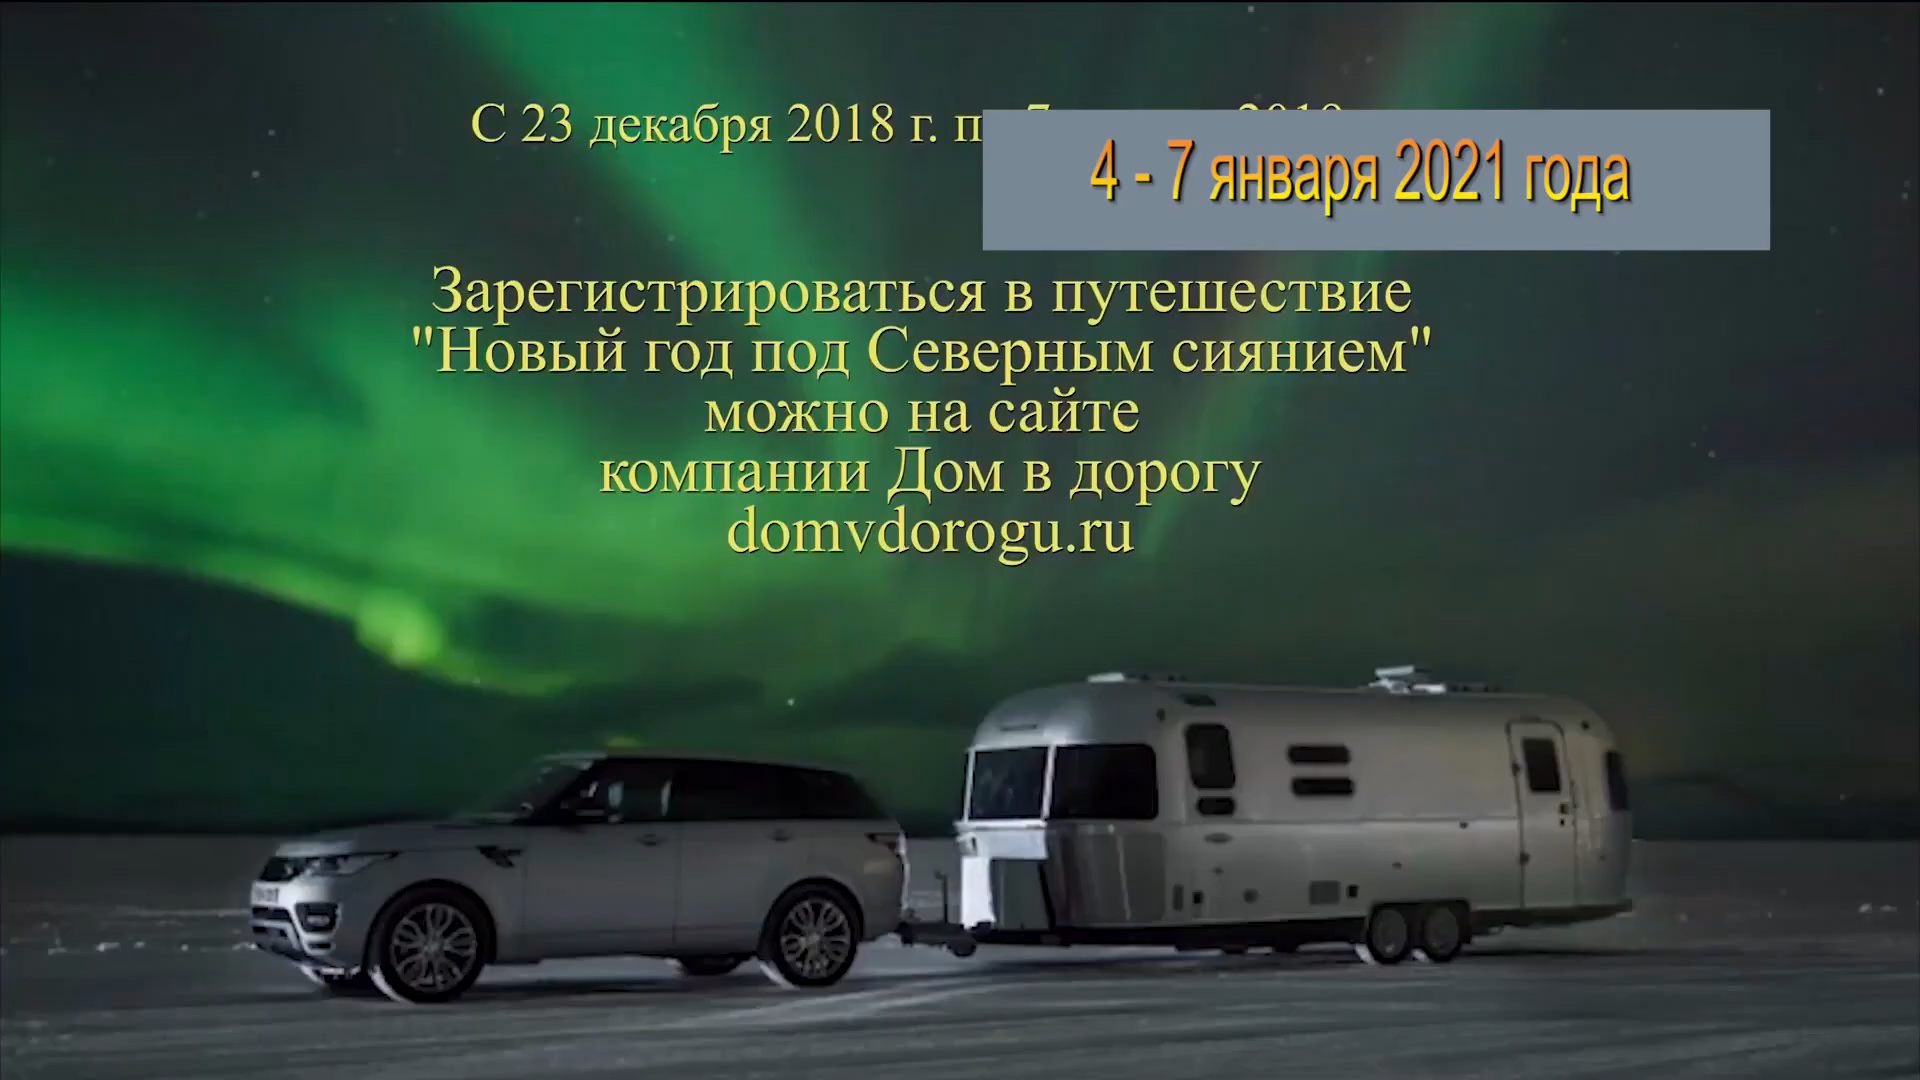 С 23 декабря 2018 г. п
4 - 7 января 2021 года
Зарегистрироваться в путешествие
"Новый год под Северным сиянием"
можно на сайте
компании Дом в дорогу
domvdorogu.ru